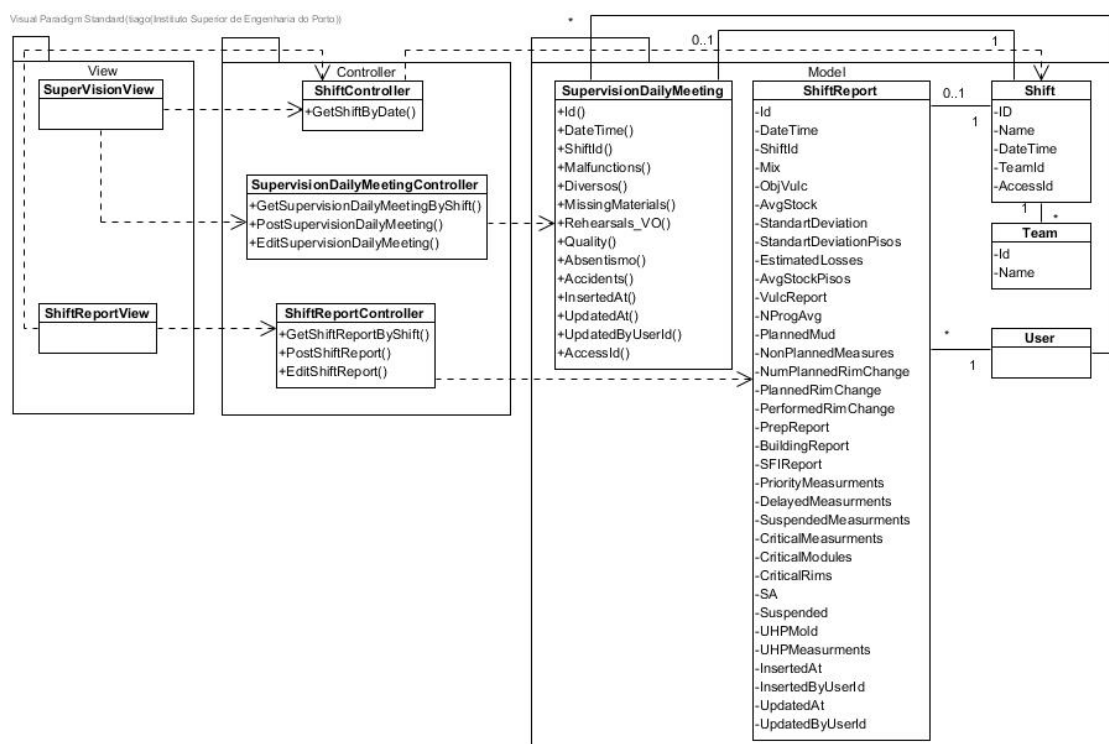 Visual Paradigm Standard(tiago(Instituto Superior de Engenharia do Porto))
View
SuperVisionView
ShiftReportView
Controller
ShiftController
+GetShiftByDate()
SupervisionDailyMeetingController
+GetSupervisionDailyMeetingByShift()
+PostSupervisionDailyMeeting()
+EditSupervisionDailyMeeting()
ShiftReportController
+GetShiftReportByShift()
+PostShiftReport()
+EditShiftReport()
Model
*
0..1
1
SupervisionDailyMeeting
+Id()
+DateTime()
+ShiftId()
+Malfunctions()
+Diversos()
+MissingMaterials()
+Rehearsals_VO()
+Quality()
+Absentismo()
+Accidents()
+InsertedAt()
+UpdatedAt()
+UpdatedByUserId()
+AccessId()
ShiftReport
-Id
-DateTime
-ShiftId
-Mix
-ObjVulc
-AvgStock
-StandartDeviation
-StandartDeviationPisos
-EstimatedLosses
-AvgStockPisos
-VulcReport
-NProgAvg
-PlannedMud
-NonPlannedMeasures
-NumPlannedRimChange
-PlannedRimChange
-PerformedRimChange
-PrepReport
-BuildingReport
-SFIReport
-PriorityMeasurments
-DelayedMeasurments
-SuspendedMeasurments
-CriticalMeasurments
-CriticalModules
-CriticalRims
-SA
-Suspended
-UHPMold
-UHPMeasurments
-InsertedAt
-InsertedByUserId
-UpdatedAt
-UpdatedByUserId
0..1
1
Shift
-ID
-Name
-DateTime
-TeamId
-AccessId
1
*
Team
-Id
-Name
*
1
User